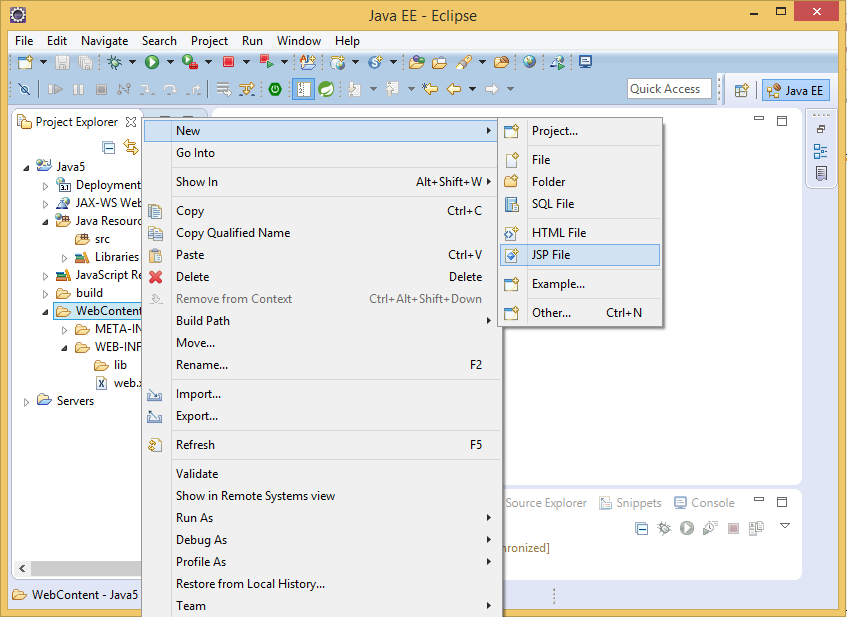 Java EE - Eclipse
File Edit Navigate Search Project Run Window Help
Quick Access
Java EE
Project Explorer
Java5
Deployment
JAX-WS Web
Java Resourc
src
Libraries
JavaScript Re
build
WebContent
META-IN
WEB-INF
lib
web.x
Servers
New
Go Into
Show In Alt+Shift+W
Copy Ctrl+C
Copy Qualified Name
Paste Ctrl+V
Delete Delete
Remove from Context Ctrl+Alt+Shift+Down
Build Path
Move...
Rename... F2
Import...
Export...
Refresh F5
Validate
Show in Remote Systems view
Run As
Debug As
Profile As
Restore from Local History...
Team
Project...
File
Folder
SQL File
HTML File
JSP File
Example...
Other... Ctrl+N
Source Explorer Snippets Console
hronized]
WebContent - Java5